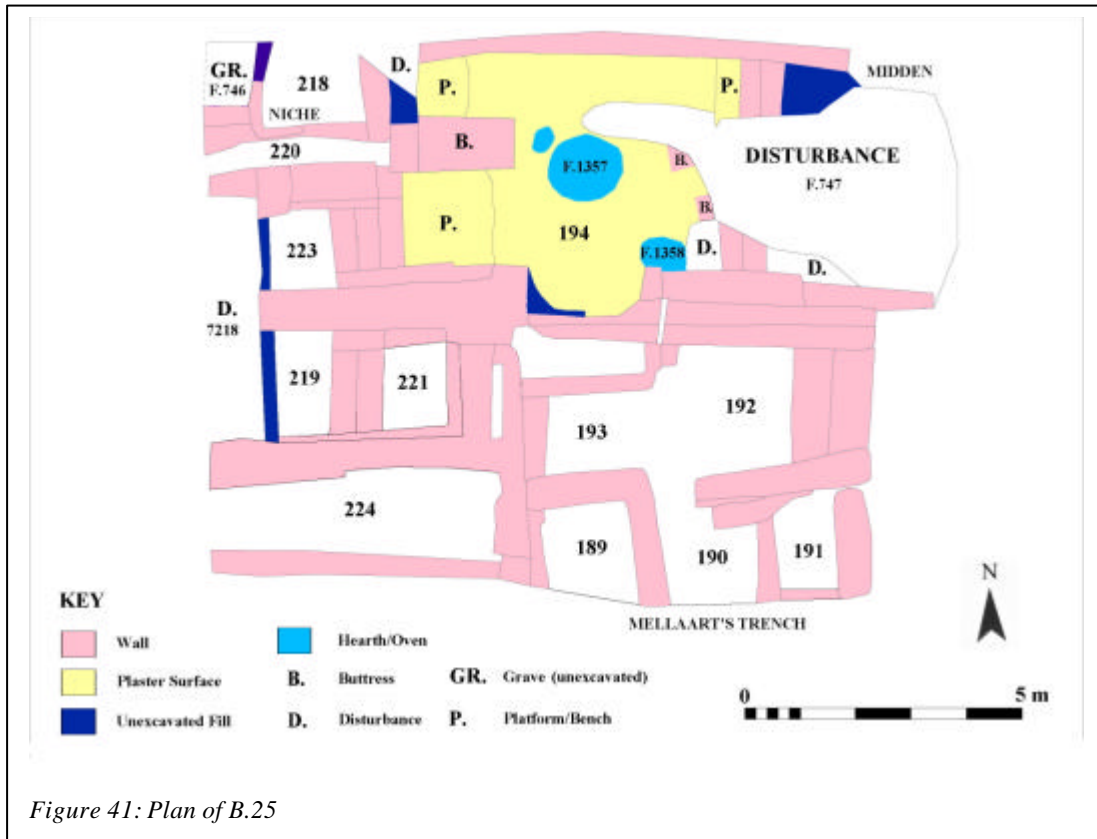 GR.
F.746
218
NICHE
D.
P.
P.
MIDDEN
220
B.
F.1357
B.
DISTURBANCE
F.747
223
P.
194
B.
F.1358
D.
D.
D.
7218
219
221
193
192
224
189
190
191
MELLAART'S TRENCH
N
KEY
Wall
Hearth/Oven
Plaster Surface
B. Buttress
GR. Grave (unexcavated)
Unexcavated Fill
D. Disturbance
P. Platform/Bench
0 5 m
Figure 41: Plan of B.25